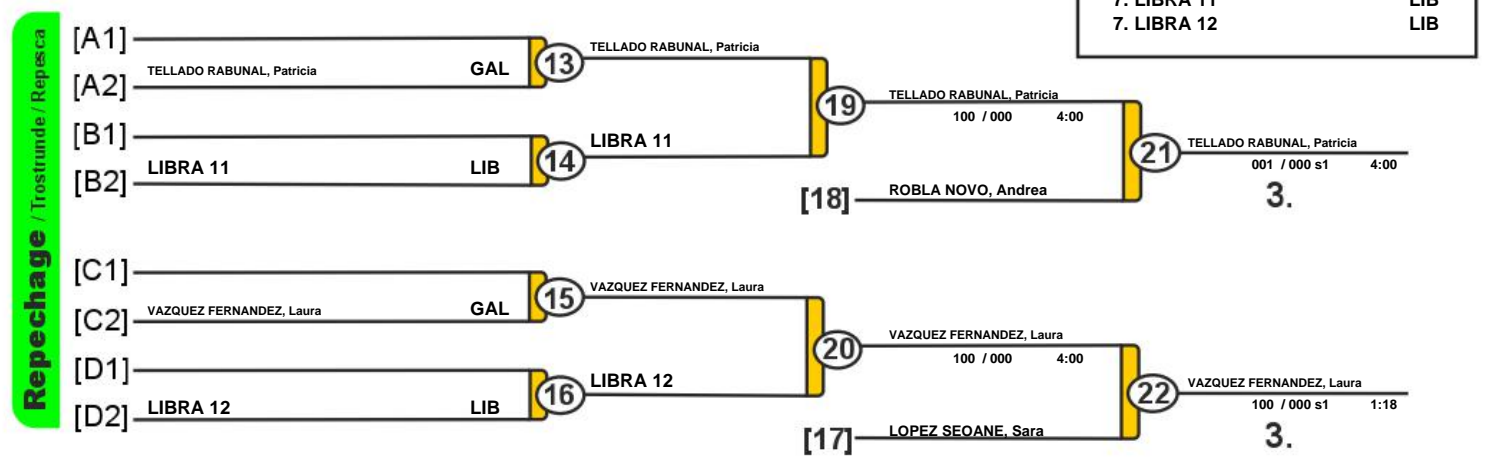 7. LIBRA 11 LIB
7. LIBRA 12 LIB
Repechage / Trostrunde / Repesca
[A1]
TELLADO RABUNAL, Patricia GAL
[A2]
13
TELLADO RABUNAL, Patricia
[B1]
LIBRA 11 LIB
[B2]
14
LIBRA 11
19
TELLADO RABUNAL, Patricia
100 / 000 4:00
[18] ROBLA NOVO, Andrea
21
TELLADO RABUNAL, Patricia
001 / 000 s1 4:00
3.
[C1]
VAZQUEZ FERNANDEZ, Laura GAL
[C2]
15
VAZQUEZ FERNANDEZ, Laura
[D1]
LIBRA 12 LIB
[D2]
16
LIBRA 12
20
VAZQUEZ FERNANDEZ, Laura
100 / 000 4:00
[17] LOPEZ SEOANE, Sara
22
VAZQUEZ FERNANDEZ, Laura
100 / 000 s1 1:18
3.